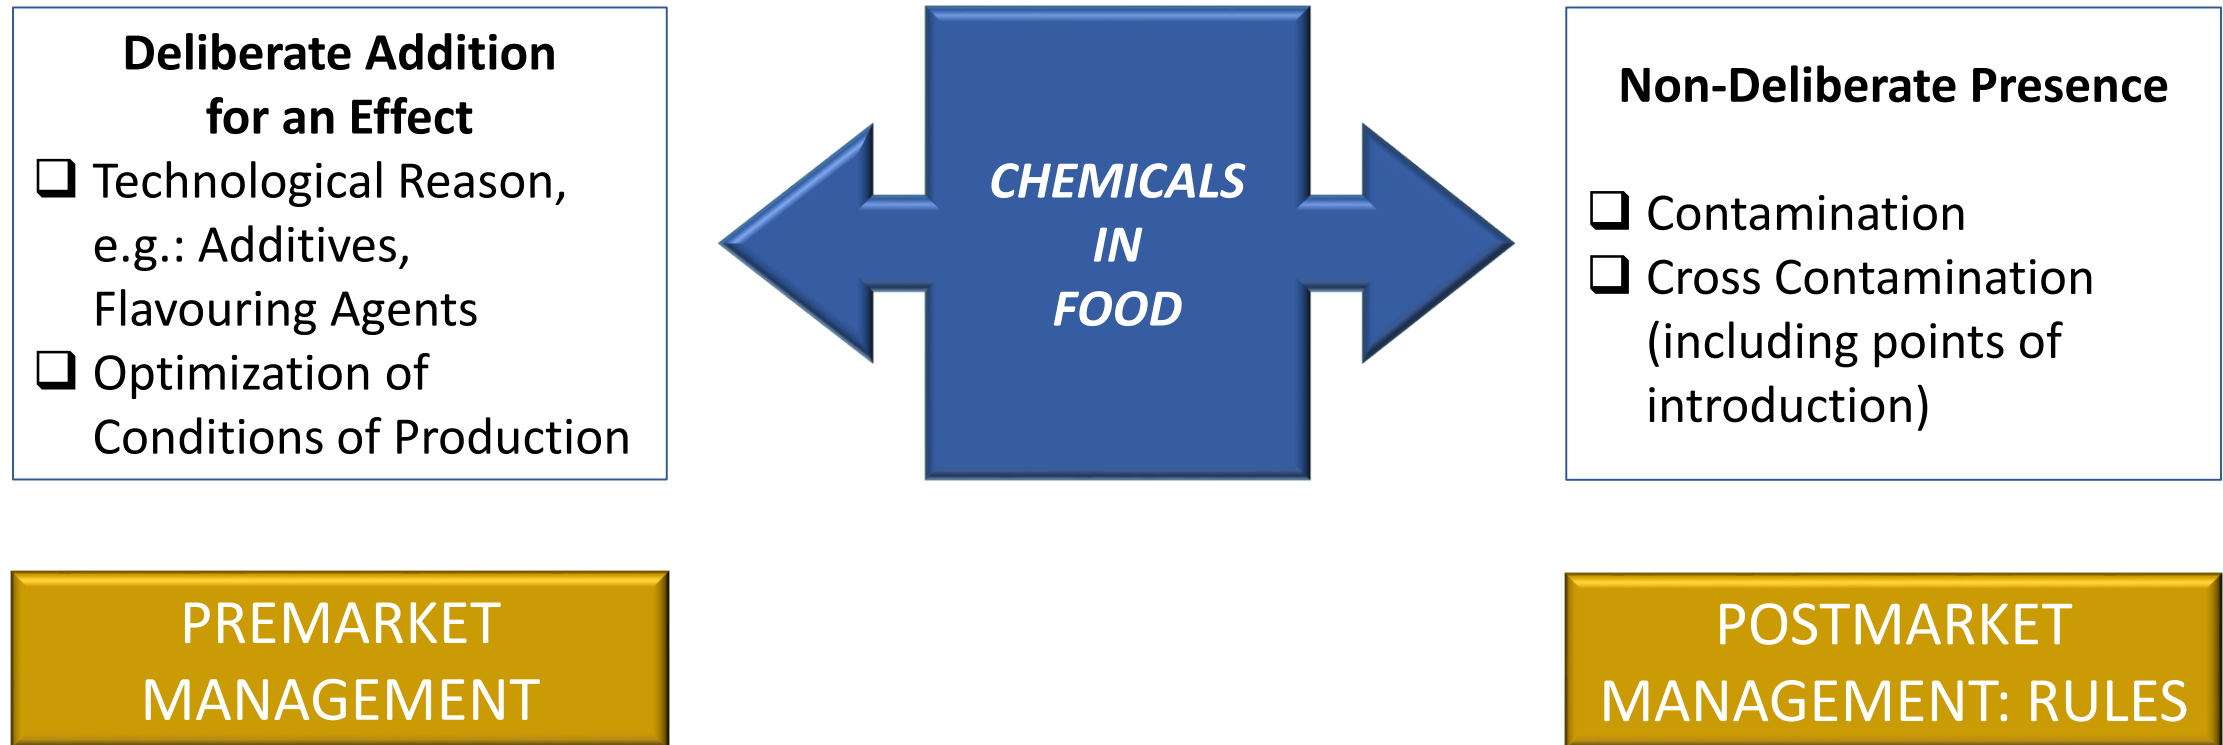 Deliberate Addition
for an Effect
Technological Reason,
e.g.: Additives,
Flavouring Agents
Optimization of
Conditions of Production
CHEMICALS
IN
FOOD
Non-Deliberate Presence
Contamination
Cross Contamination
(including points of
introduction)
PREMARKET
MANAGEMENT
POSTMARKET
MANAGEMENT: RULES